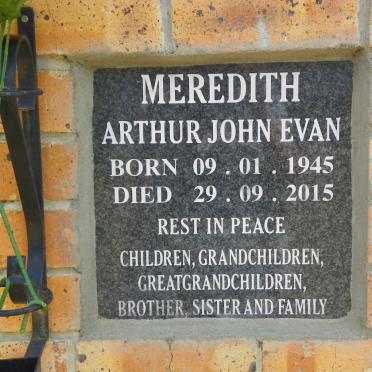 MEREDITH
ARTHUR JOHN EVAN
BORN 09 . 01 . 1945
DIED 29 . 09 . 2015
REST IN PEACE
CHILDREN, GRANDCHILDREN,
GREATGRANDCHILDREN,
BROTHER, SISTER AND FAMILY